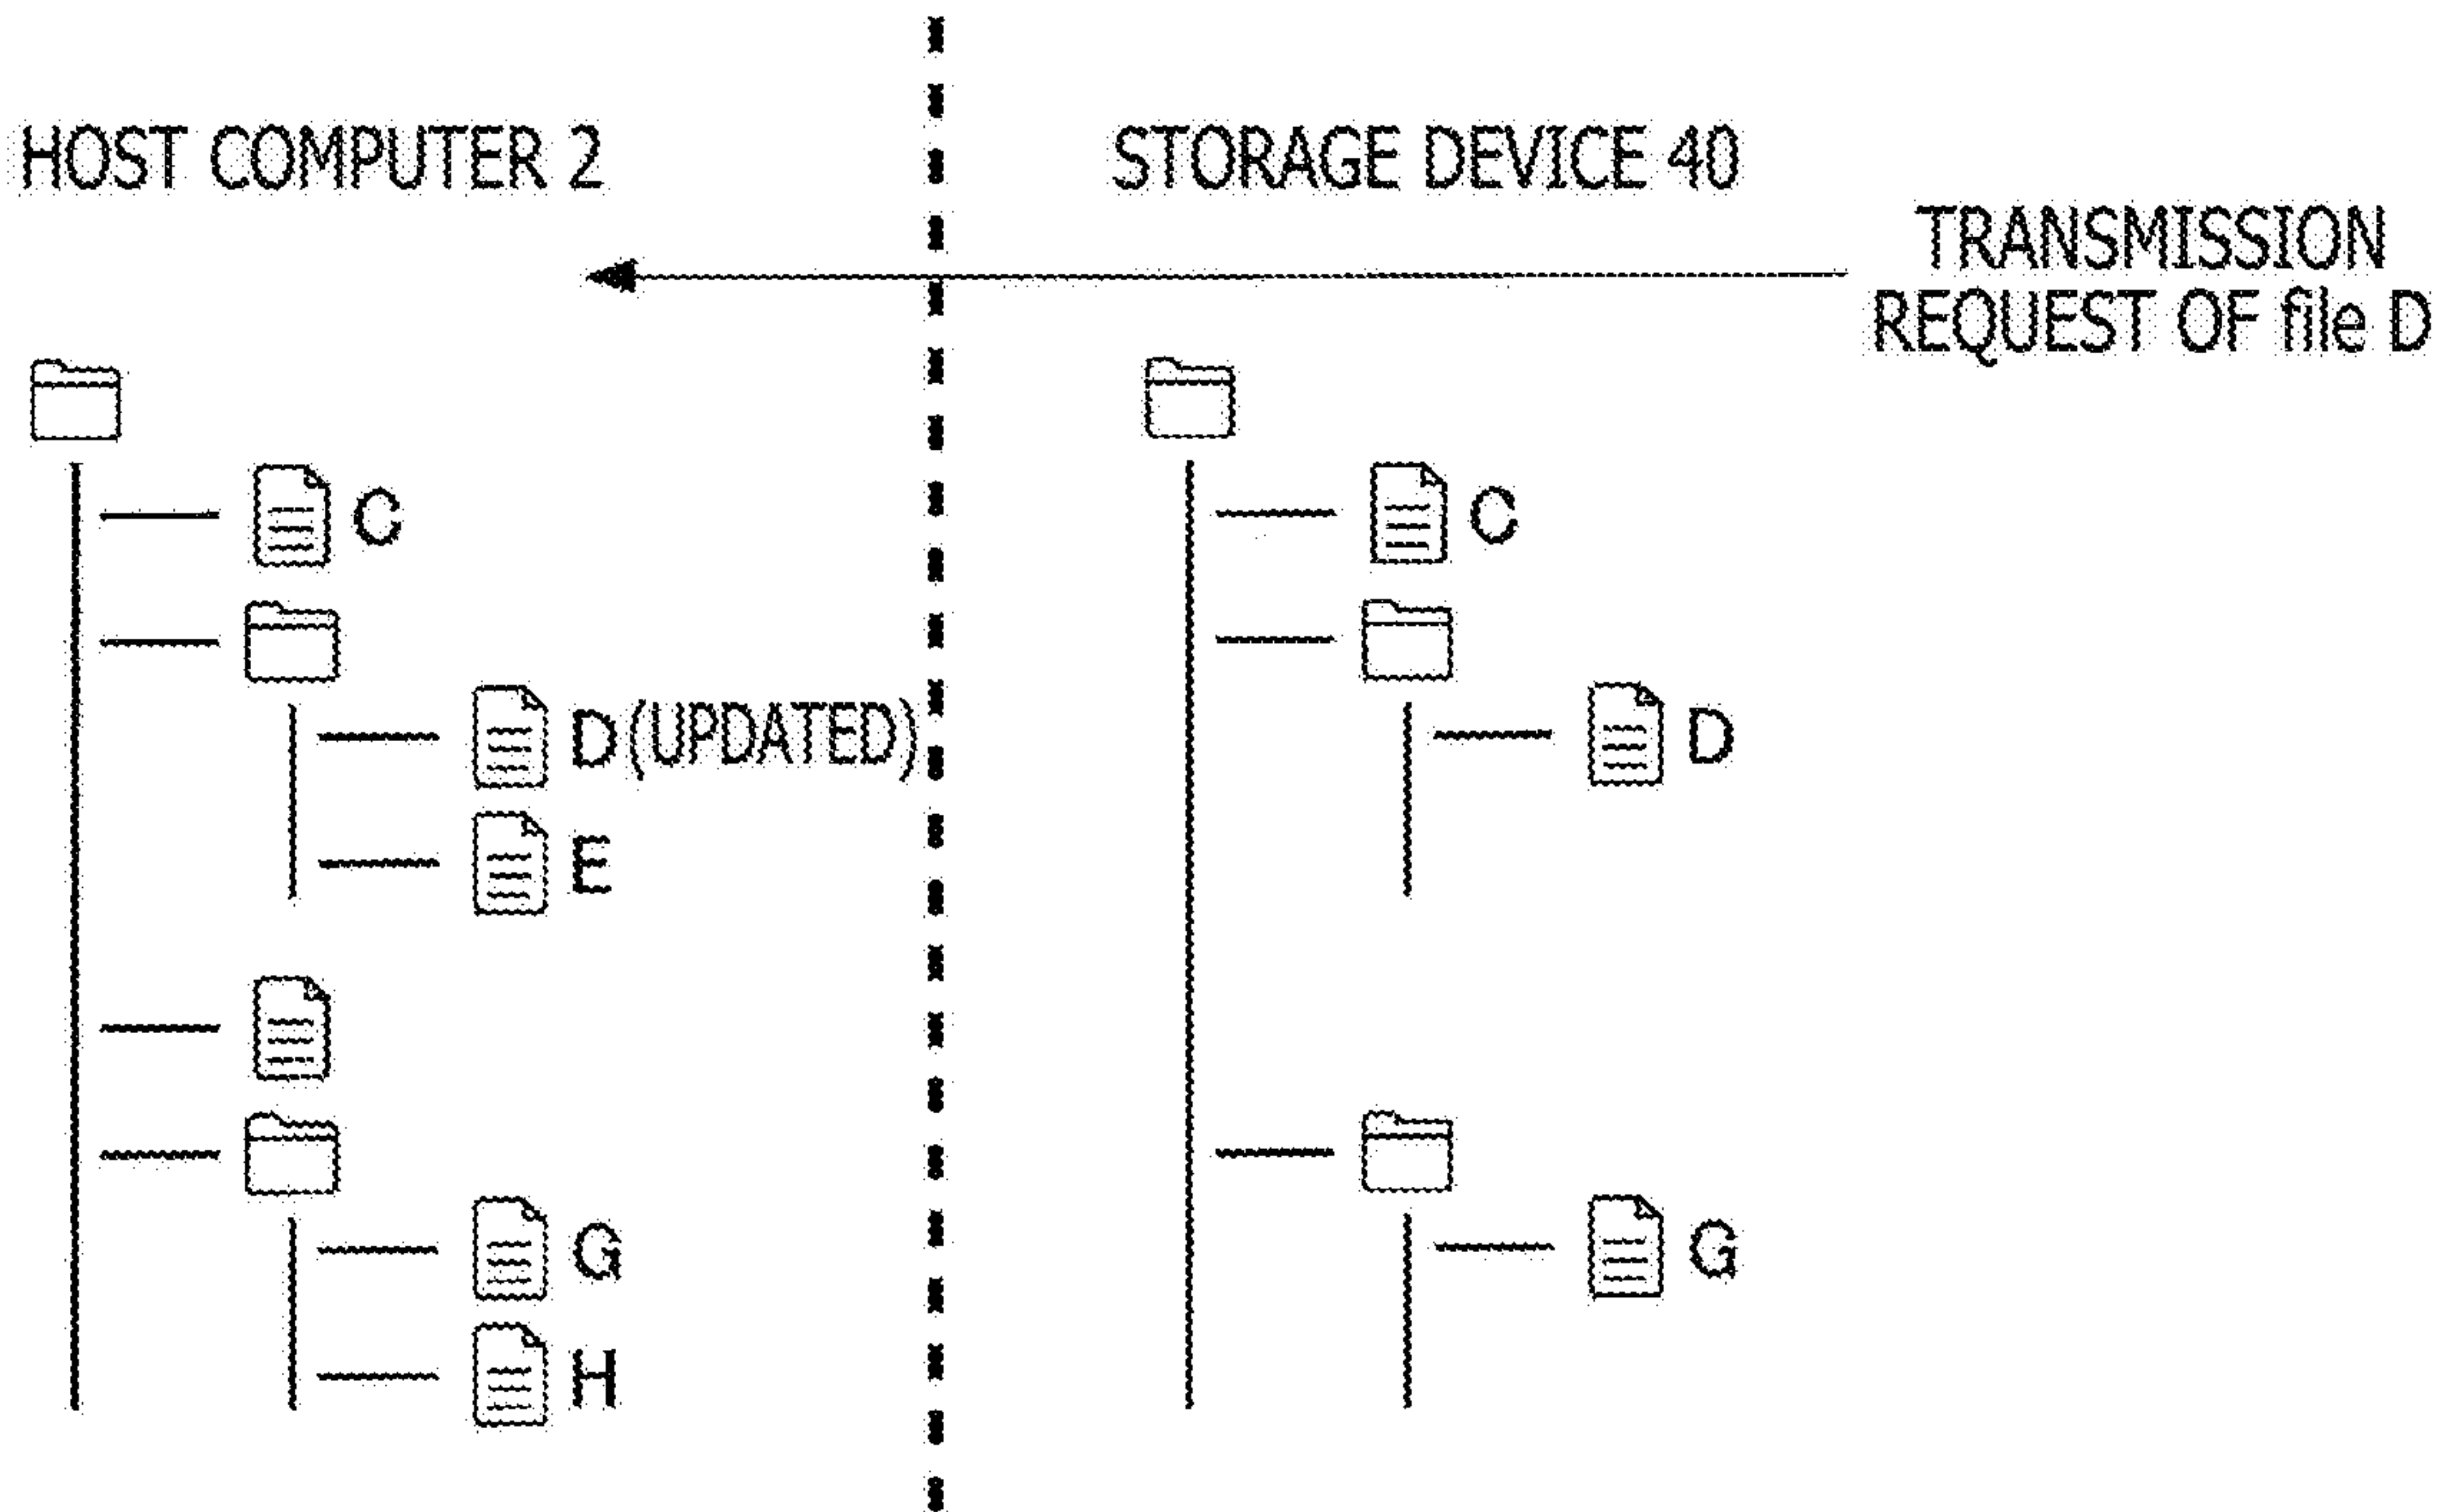 HOST COMPUTER 2
STORAGE DEVICE 40
TRANSMISSION
REQUEST OF file D
C
C
D (UPDATED)
D
E
G
G
H